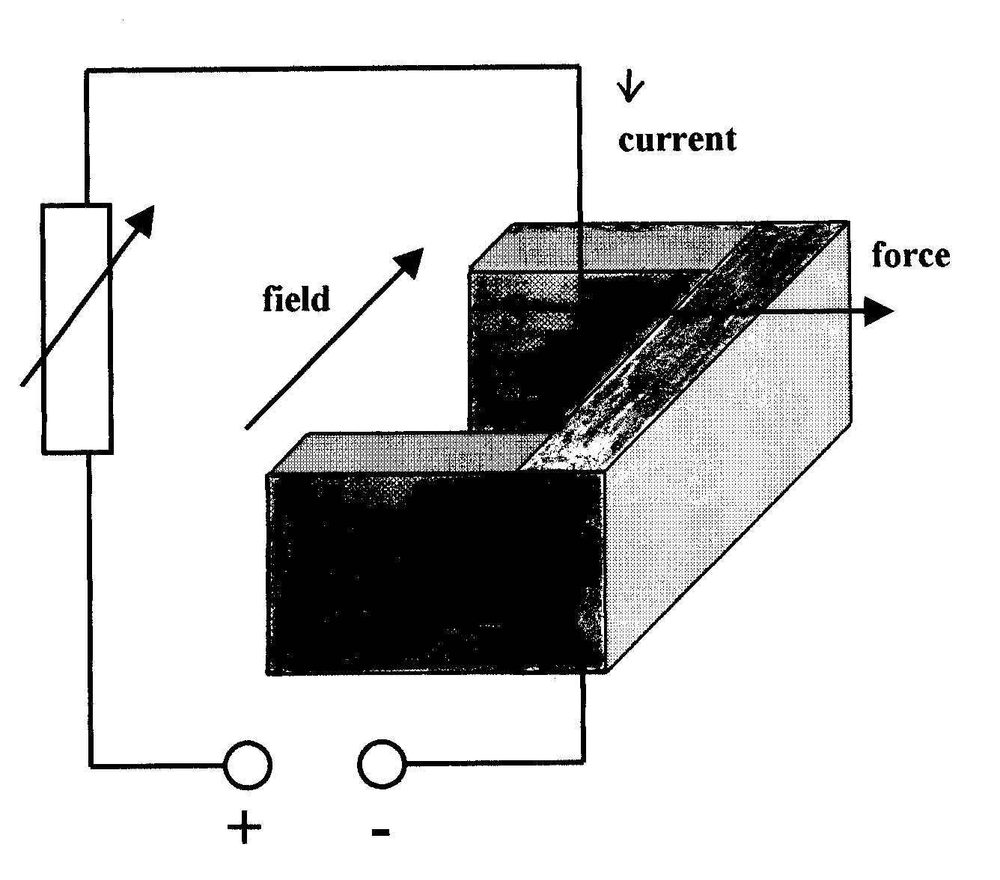 current
force
field
+
-